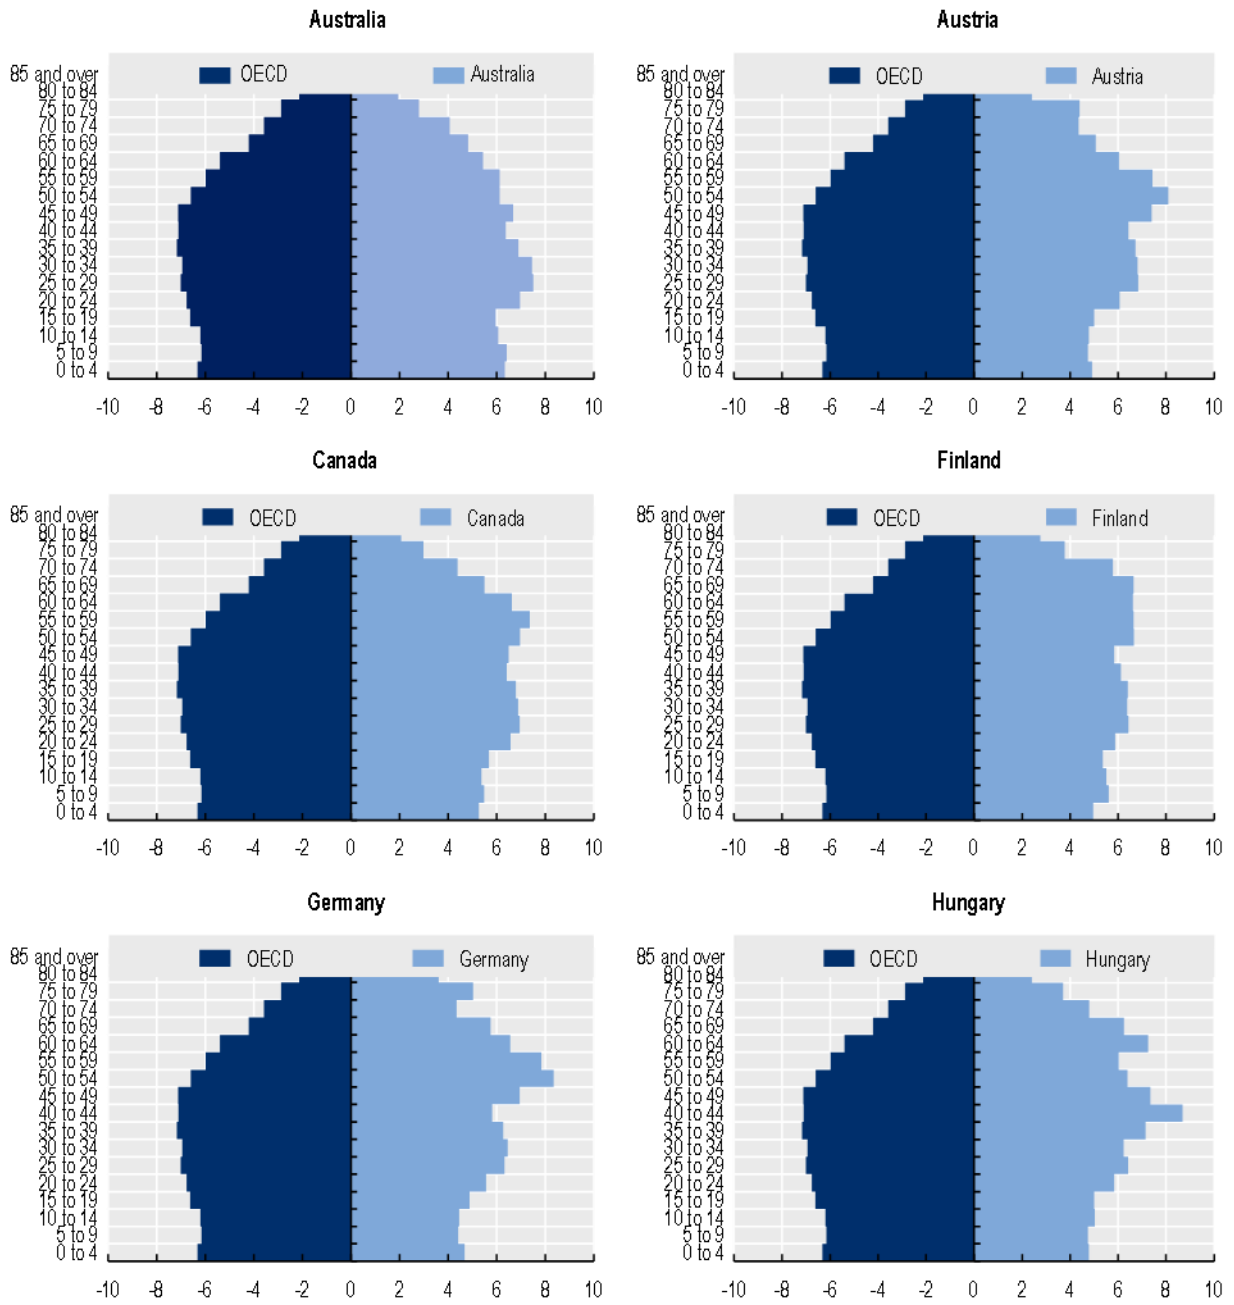 Australia
OECD Australia
85 and over
80 to 84
75 to 79
70 to 74
65 to 69
60 to 64
55 to 59
50 to 54
45 to 49
40 to 44
35 to 39
30 to 34
25 to 29
20 to 24
15 to 19
10 to 14
5 to 9
0 to 4
-10 -8 -6 -4 -2 0 2 4 6 8 10
Austria
OECD Austria
85 and over
80 to 84
75 to 79
70 to 74
65 to 69
60 to 64
55 to 59
50 to 54
45 to 49
40 to 44
35 to 39
30 to 34
25 to 29
20 to 24
15 to 19
10 to 14
5 to 9
0 to 4
-10 -8 -6 -4 -2 0 2 4 6 8 10
Canada
OECD Canada
85 and over
80 to 84
75 to 79
70 to 74
65 to 69
60 to 64
55 to 59
50 to 54
45 to 49
40 to 44
35 to 39
30 to 34
25 to 29
20 to 24
15 to 19
10 to 14
5 to 9
0 to 4
-10 -8 -6 -4 -2 0 2 4 6 8 10
Finland
OECD Finland
85 and over
80 to 84
75 to 79
70 to 74
65 to 69
60 to 64
55 to 59
50 to 54
45 to 49
40 to 44
35 to 39
30 to 34
25 to 29
20 to 24
15 to 19
10 to 14
5 to 9
0 to 4
-10 -8 -6 -4 -2 0 2 4 6 8 10
Germany
OECD Germany
85 and over
80 to 84
75 to 79
70 to 74
65 to 69
60 to 64
55 to 59
50 to 54
45 to 49
40 to 44
35 to 39
30 to 34
25 to 29
20 to 24
15 to 19
10 to 14
5 to 9
0 to 4
-10 -8 -6 -4 -2 0 2 4 6 8 10
Hungary
OECD Hungary
85 and over
80 to 84
75 to 79
70 to 74
65 to 69
60 to 64
55 to 59
50 to 54
45 to 49
40 to 44
35 to 39
30 to 34
25 to 29
20 to 24
15 to 19
10 to 14
5 to 9
0 to 4
-10 -8 -6 -4 -2 0 2 4 6 8 10